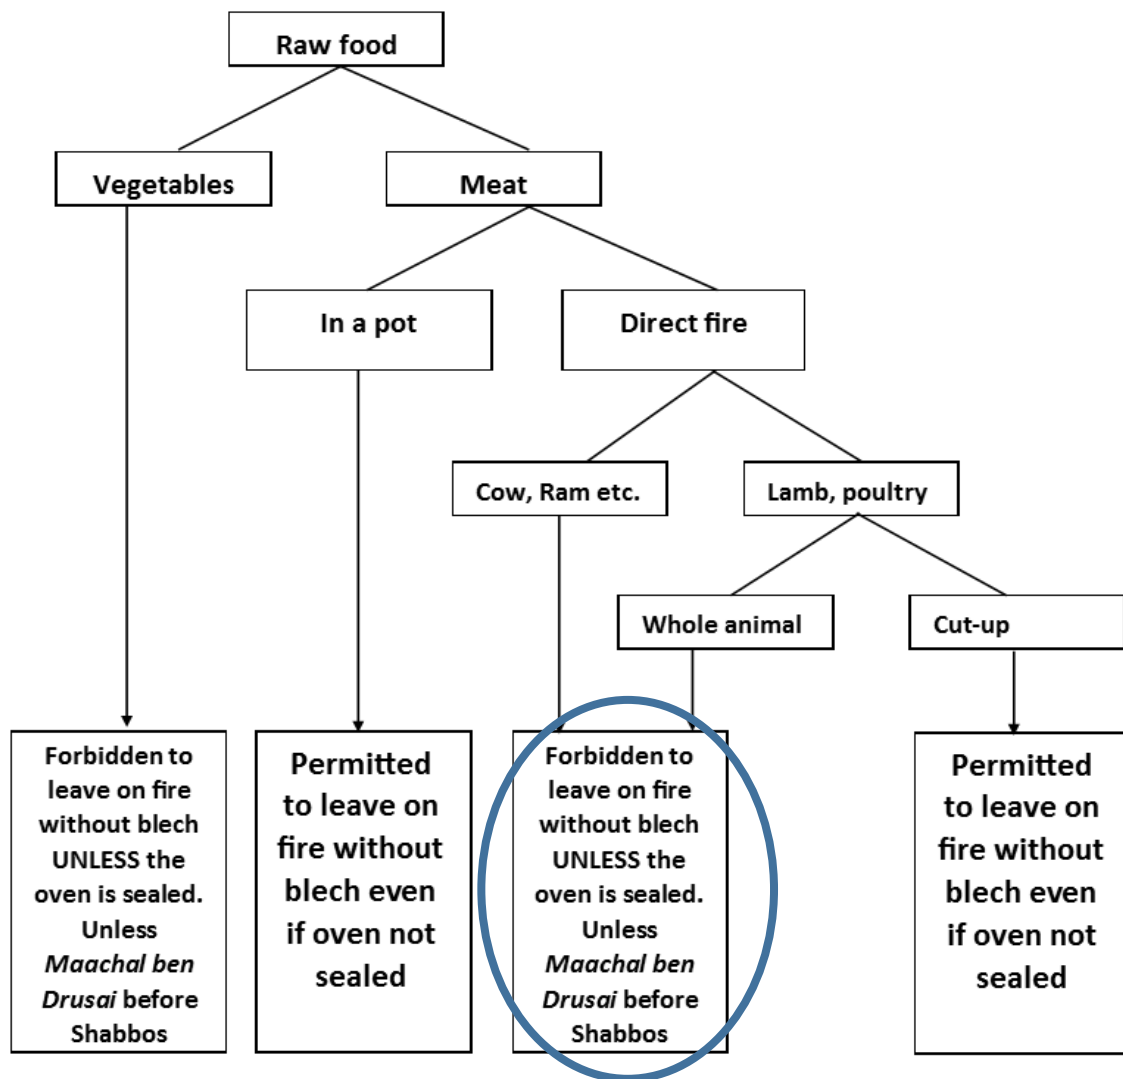 Raw food
Vegetables
Meat
In a pot
Direct fire
Cow, Ram etc.
Lamb, poultry
Whole animal
Cut-up
Forbidden to
leave on fire
without blech
UNLESS the
oven is sealed.
Unless
Maachal ben
Drusai before
Shabbos
Permitted
to leave on
fire without
blech even
if oven not
sealed
Forbidden to
leave on fire
without blech
UNLESS the
oven is sealed.
Unless
Maachal ben
Drusai before
Shabbos
Permitted
to leave on
fire without
blech even
if oven not
sealed